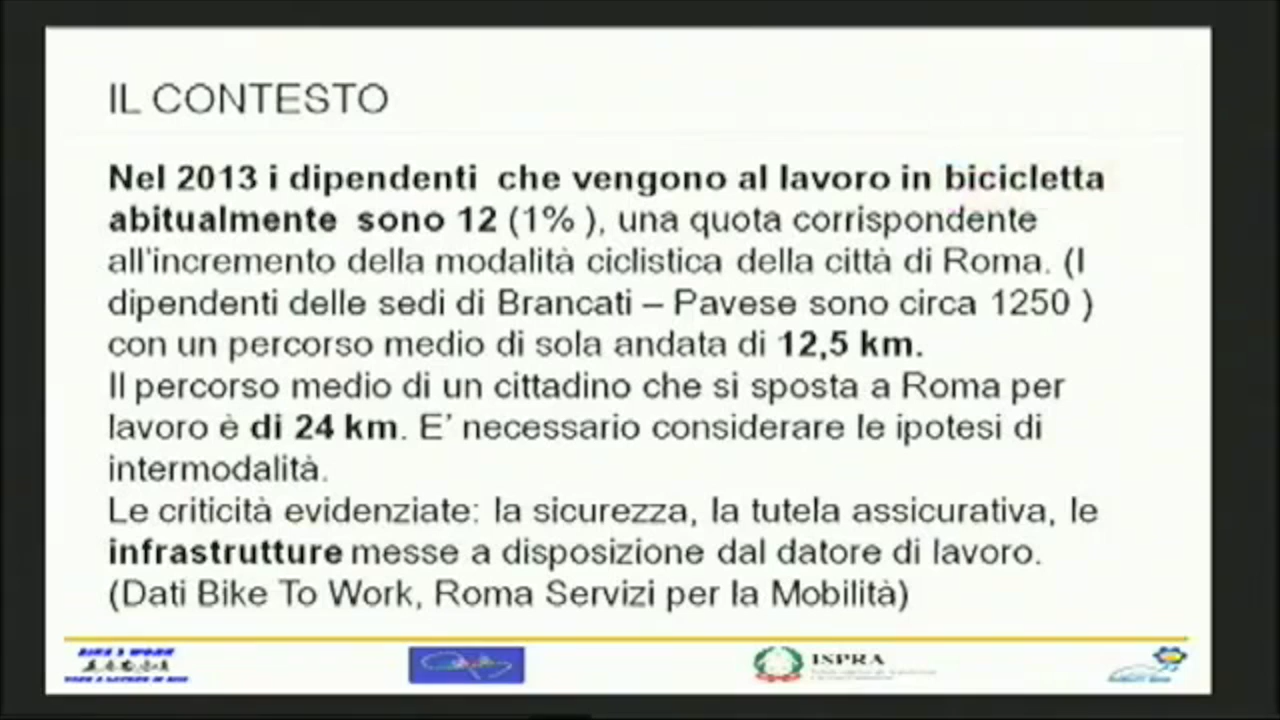 IL CONTESTO
Nel 2013 i dipendenti che vengono al lavoro in bicicletta
abitualmente sono 12 (1% ), una quota corrispondente
all'incremento della modalità ciclistica della città di Roma. (I
dipendenti delle sedi di Brancati – Pavese sono circa 1250 )
con un percorso medio di sola andata di 12,5 km.
Il percorso medio di un cittadino che si sposta a Roma per
lavoro è di 24 km. E' necessario considerare le ipotesi di
intermodalità.
Le criticità evidenziate: la sicurezza, la tutela assicurativa, le
infrastrutture messe a disposizione dal datore di lavoro.
(Dati Bike To Work, Roma Servizi per la Mobilità)
ISPRA